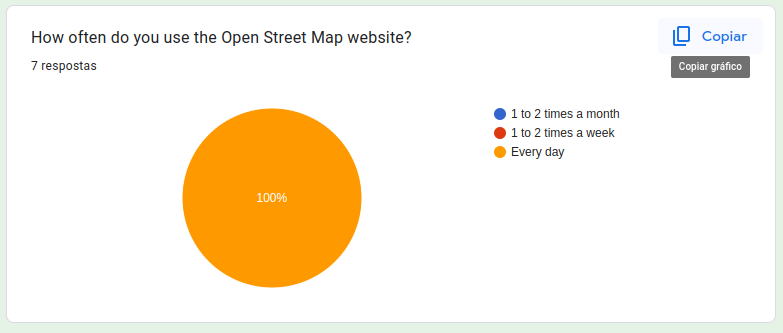 How often do you use the Open Street Map website?
Copiar
7 respostas
Copiar gráfico
1 to 2 times a month
1 to 2 times a week
Every day
100%